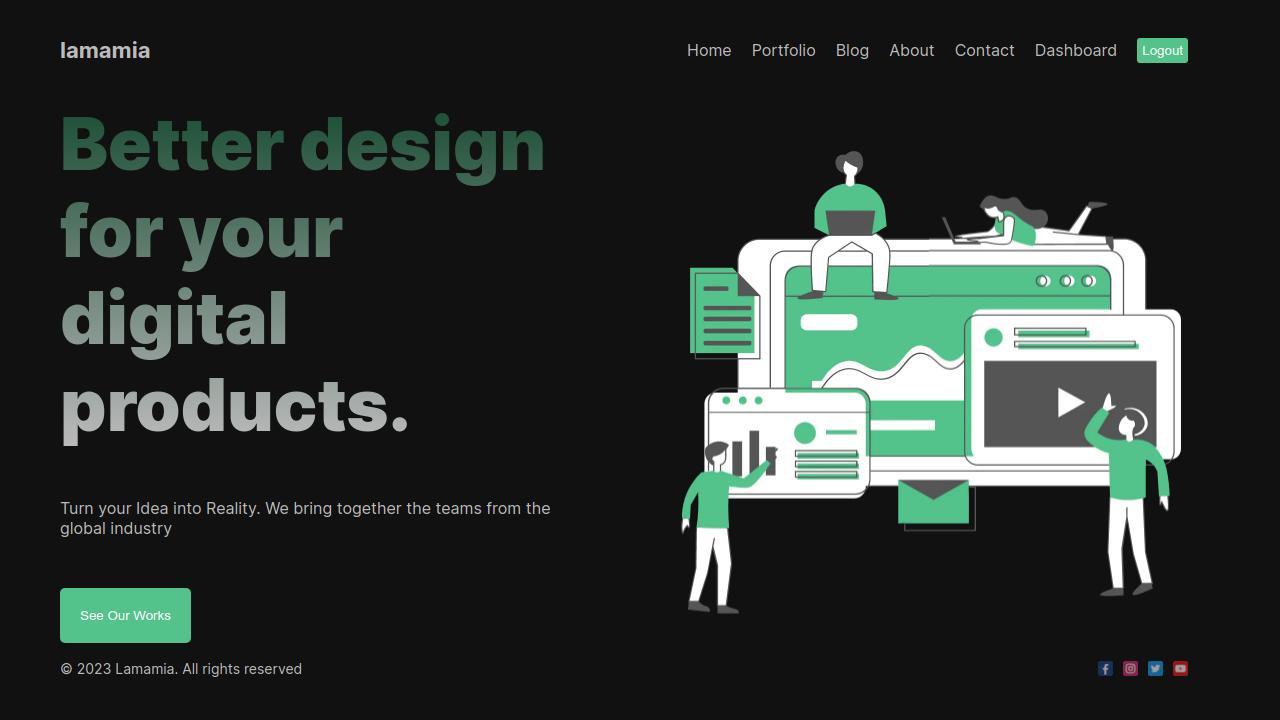 lamamia
Home Portfolio Blog About Contact Dashboard Logout
Better design
for your
digital
products.
Turn your Idea into Reality. We bring together the teams from the
global industry
See Our Works
© 2023 Lamamia. All rights reserved